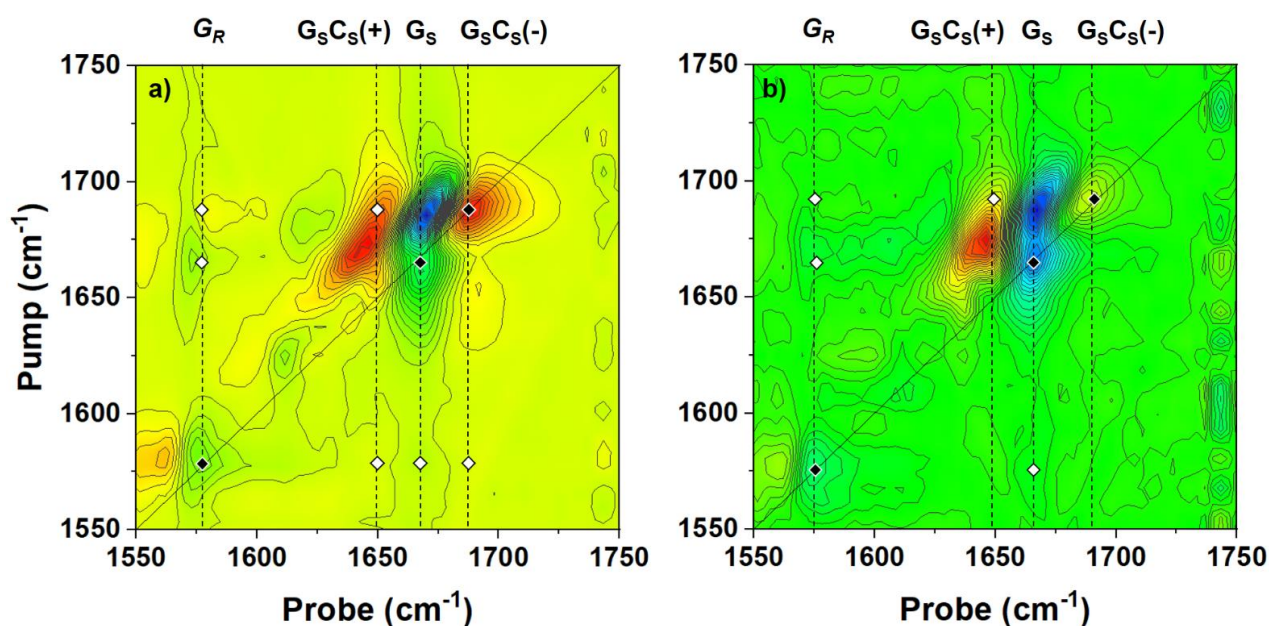 G_R G_SC_S(+) G_S G_SC_S(-) G_R G_SC_S(+) G_S G_SC_S(-)
1750 a) 1750 b)
1700 1700
Pump (cm⁻¹)
1650 1650
1600 1600
1550 1550
1550 1600 1650 1700 1750 1550 1600 1650 1700 1750
Probe (cm⁻¹) Probe (cm⁻¹)